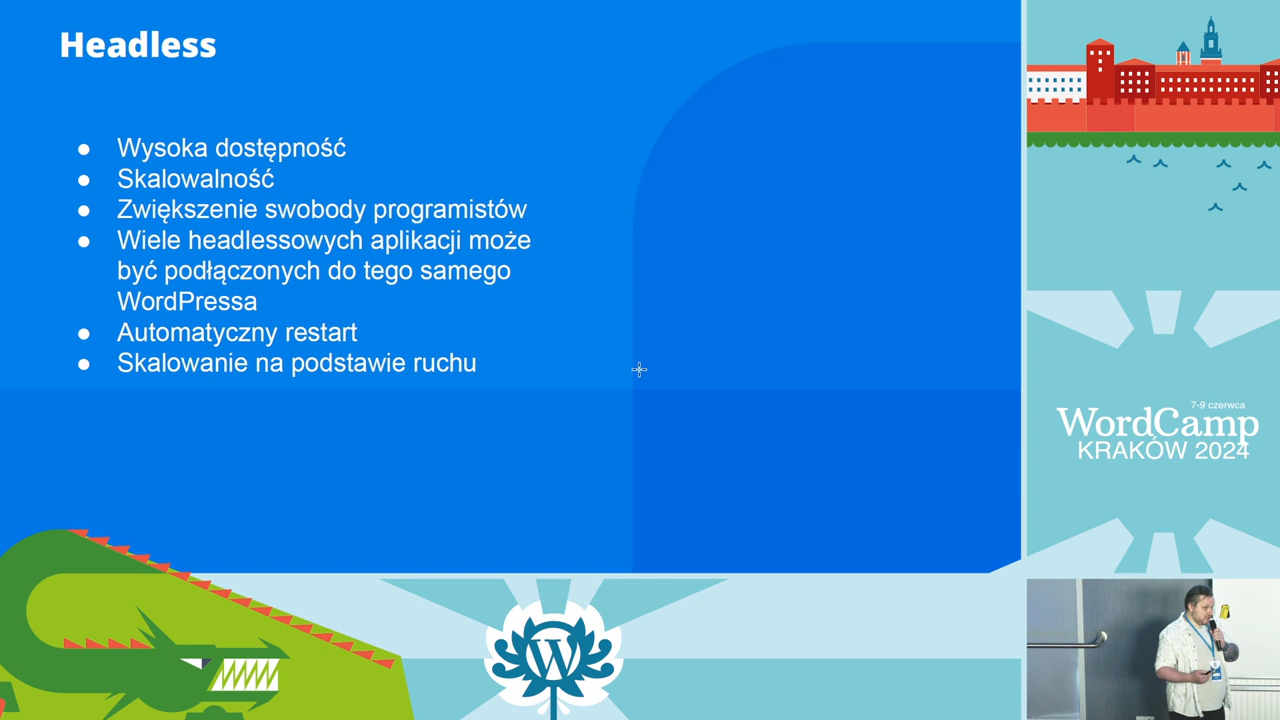 Headless
● Wysoka dostępność
● Skalowalność
● Zwiększenie swobody programistów
● Wiele headlessowych aplikacji może
być podłączonych do tego samego
WordPressa
● Automatyczny restart
● Skalowanie na podstawie ruchu
7-9 czerwca
WordCamp
KRAKÓW 2024
W